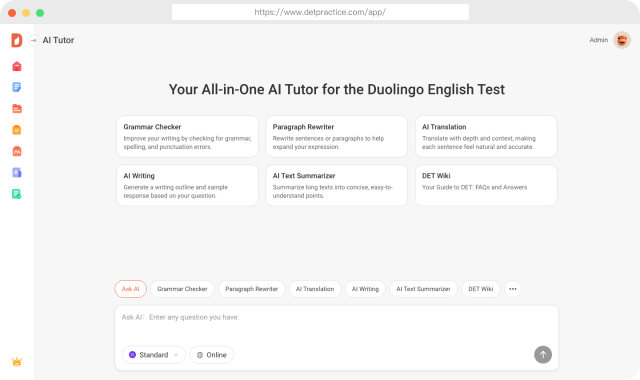 https://www.detpractice.com/app/
AI Tutor
Admin
Your All-in-One AI Tutor for the Duolingo English Test
Grammar Checker
Improve your writing by checking for grammar,
spelling, and punctuation errors.
Paragraph Rewriter
Rewrite sentences or paragraphs to help
expand your expression.
AI Translation
Translate with depth and context, making
each sentence feel natural and accurate.
AI Writing
Generate a writing outline and sample
response based on your question.
AI Text Summarizer
Summarize long texts into concise, easy-to-
understand points.
DET Wiki
Your Guide to DET: FAQs and Answers
Ask AI
Grammar Checker
Paragraph Rewriter
AI Translation
AI Writing
AI Text Summarizer
DET Wiki
Ask AI: Enter any question you have.
Standard
Online